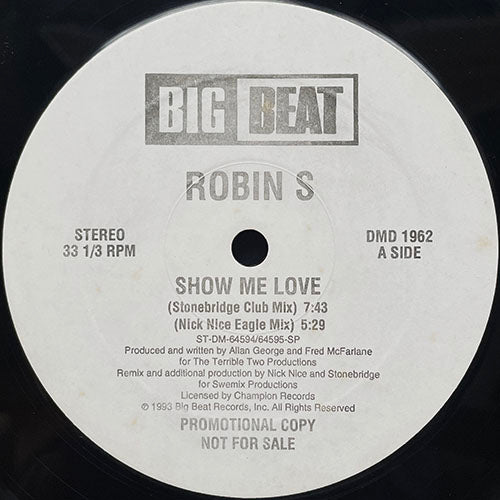 BIG BEAT
ROBIN S
STEREO
33 1/3 RPM
DMD 1962
A SIDE
SHOW ME LOVE
(Stonebridge Club Mix) 7:43
(Nick Nice Eagle Mix) 5:29
ST-DM-64594/64595-SP
Produced and written by Allan George and Fred McFarlane
for The Terrible Two Productions
Remix and additional production by Nick Nice and Stonebridge
for Swemix Productions
Licensed by Champion Records
℗ 1993 Big Beat Records, Inc. All Rights Reserved
PROMOTIONAL COPY
NOT FOR SALE